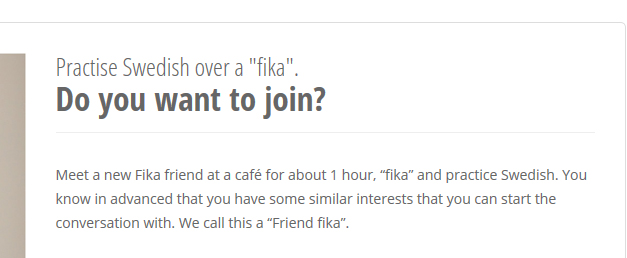 Practise Swedish over a "fika".
Do you want to join?
Meet a new Fika friend at a café for about 1 hour, “fika” and practice Swedish. You
know in advanced that you have some similar interests that you can start the
conversation with. We call this a “Friend fika”.